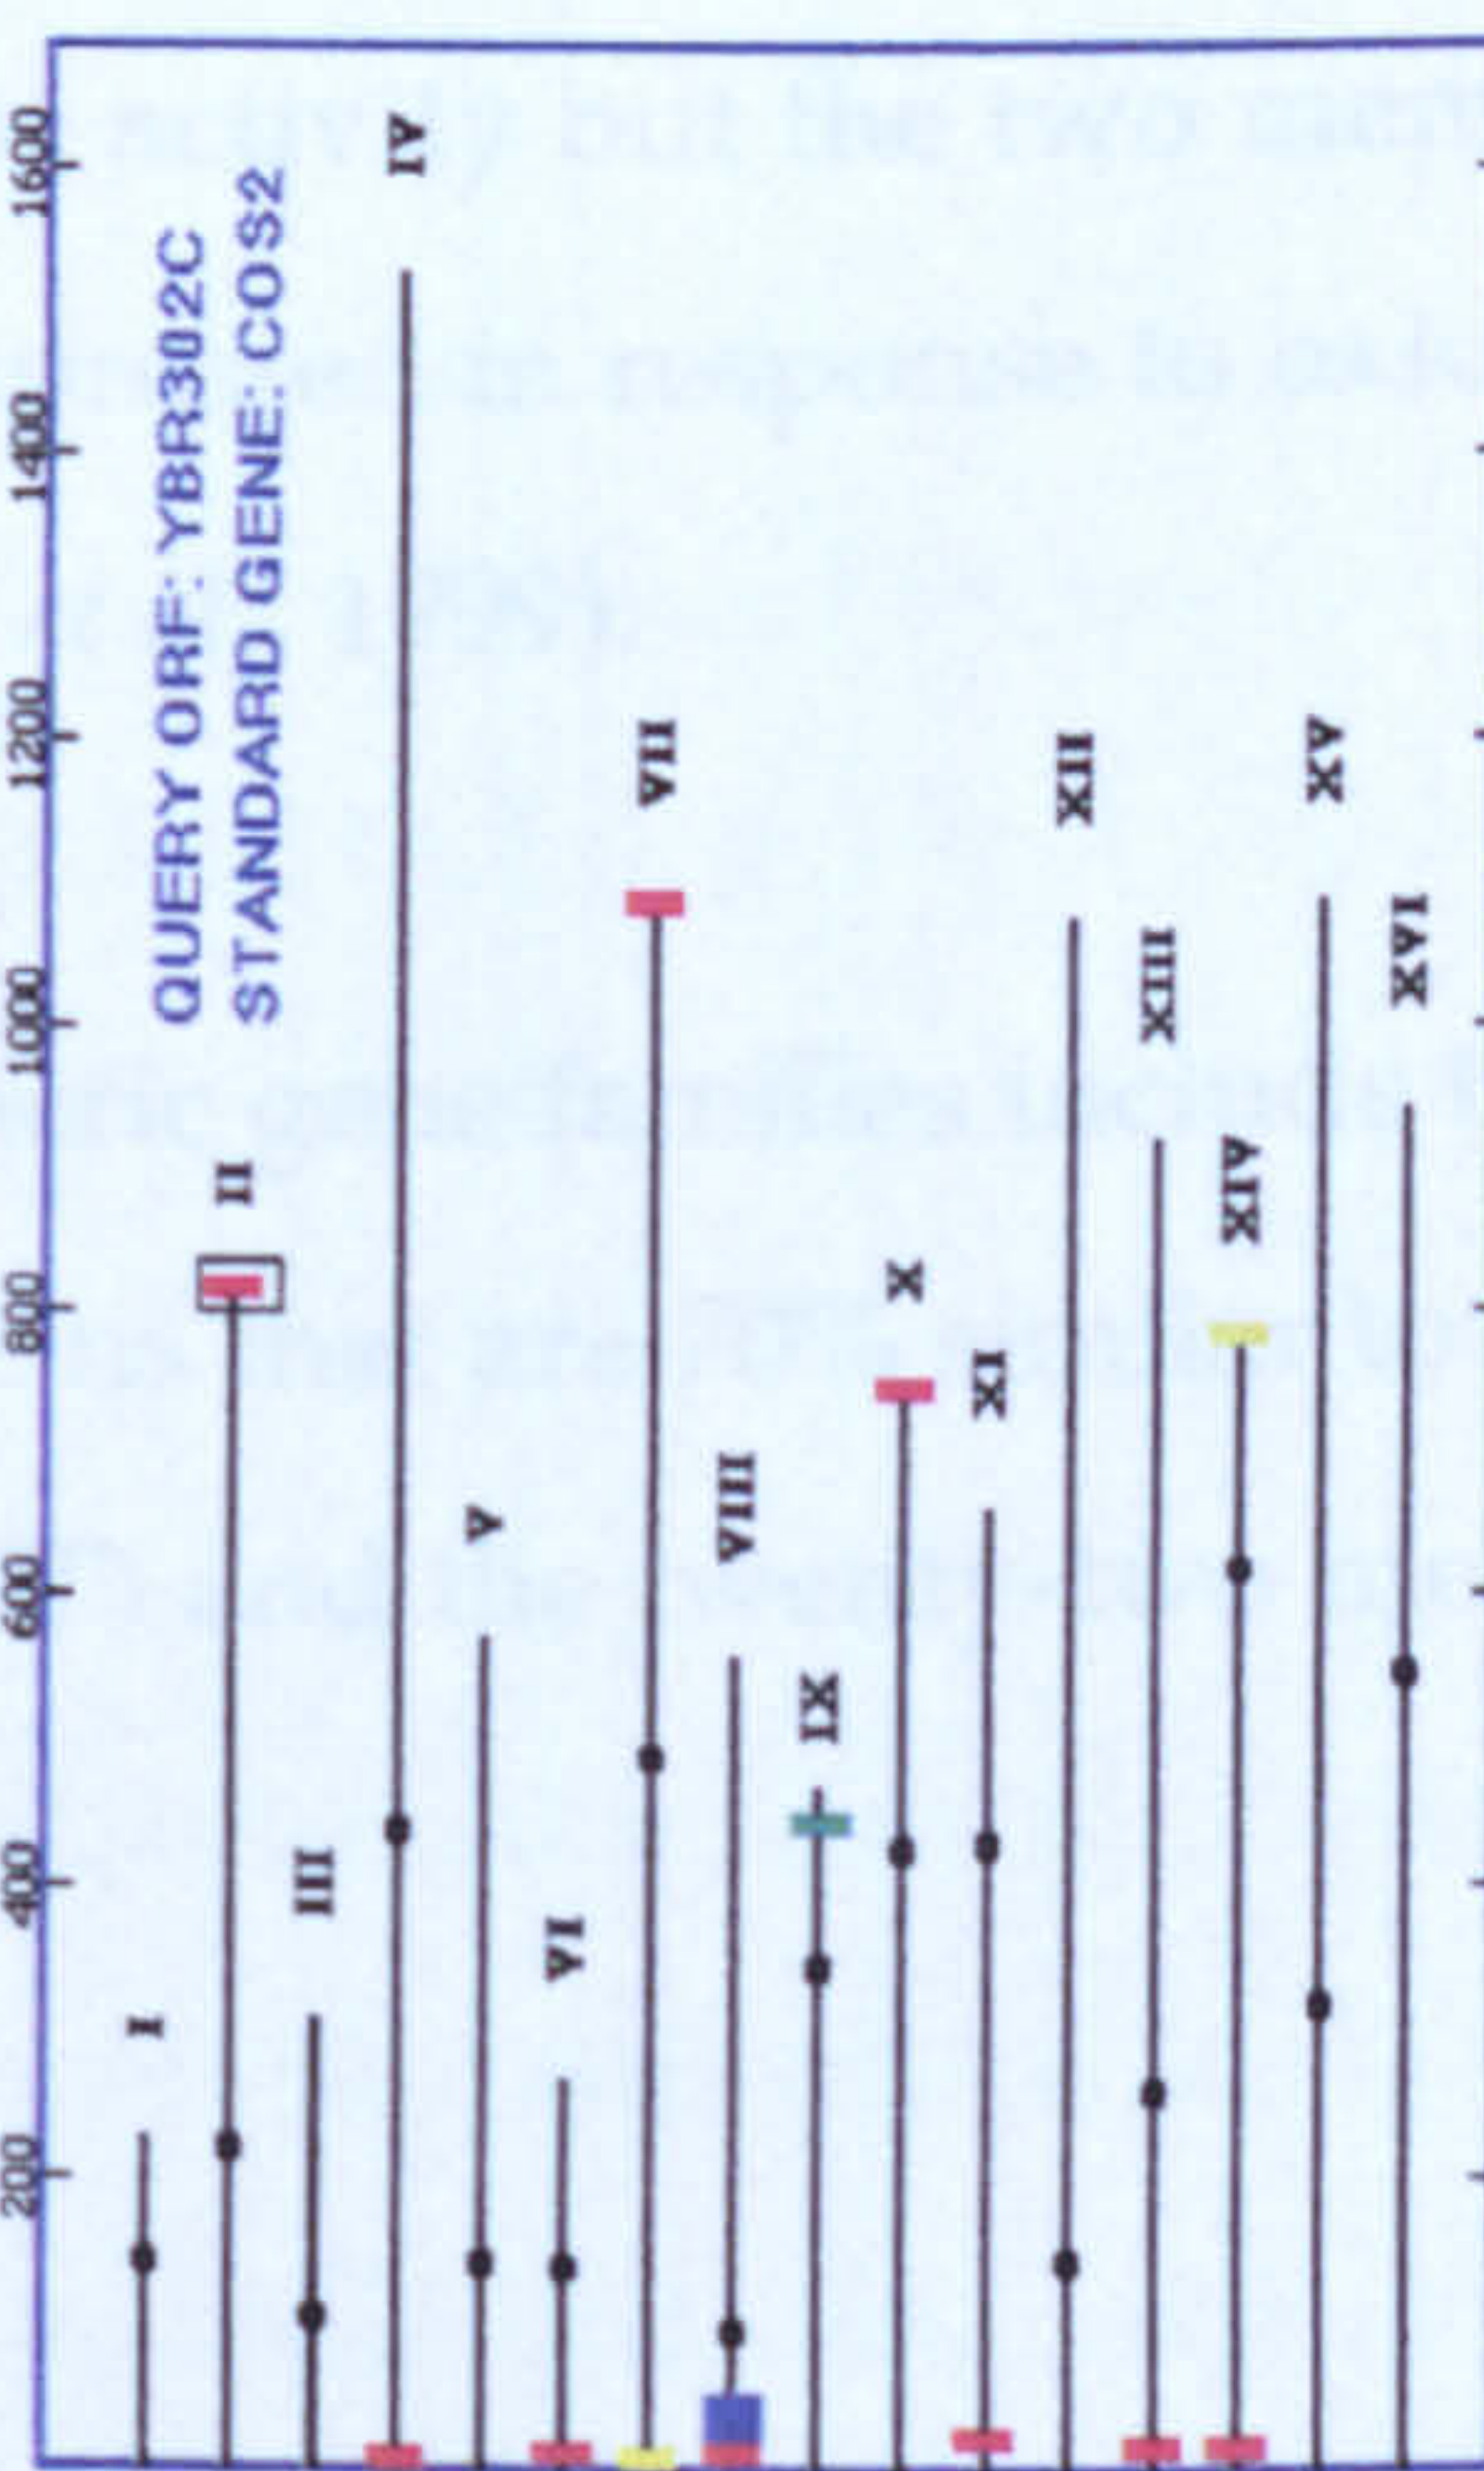 QUERY ORF: YBR302C
STANDARD GENE: COS2
I
II
III
IV
V
VI
VII
VIII
IX
X
XI
XII
XIII
XIV
XV
XVI
200
400
600
800
1000
1200
1400
1600